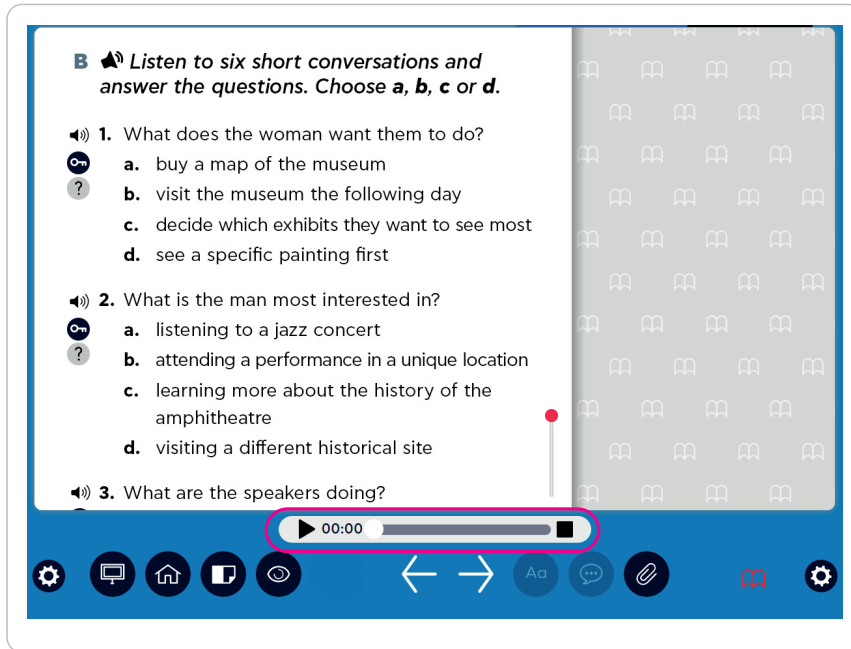 B Listen to six short conversations and
answer the questions. Choose a, b, c or d.
1. What does the woman want them to do?
a. buy a map of the museum
b. visit the museum the following day
?
c. decide which exhibits they want to see most
d. see a specific painting first
2. What is the man most interested in?
a. listening to a jazz concert
?
b. attending a performance in a unique location
c. learning more about the history of the
amphitheatre
d. visiting a different historical site
3. What are the speakers doing?
00:00
Aa